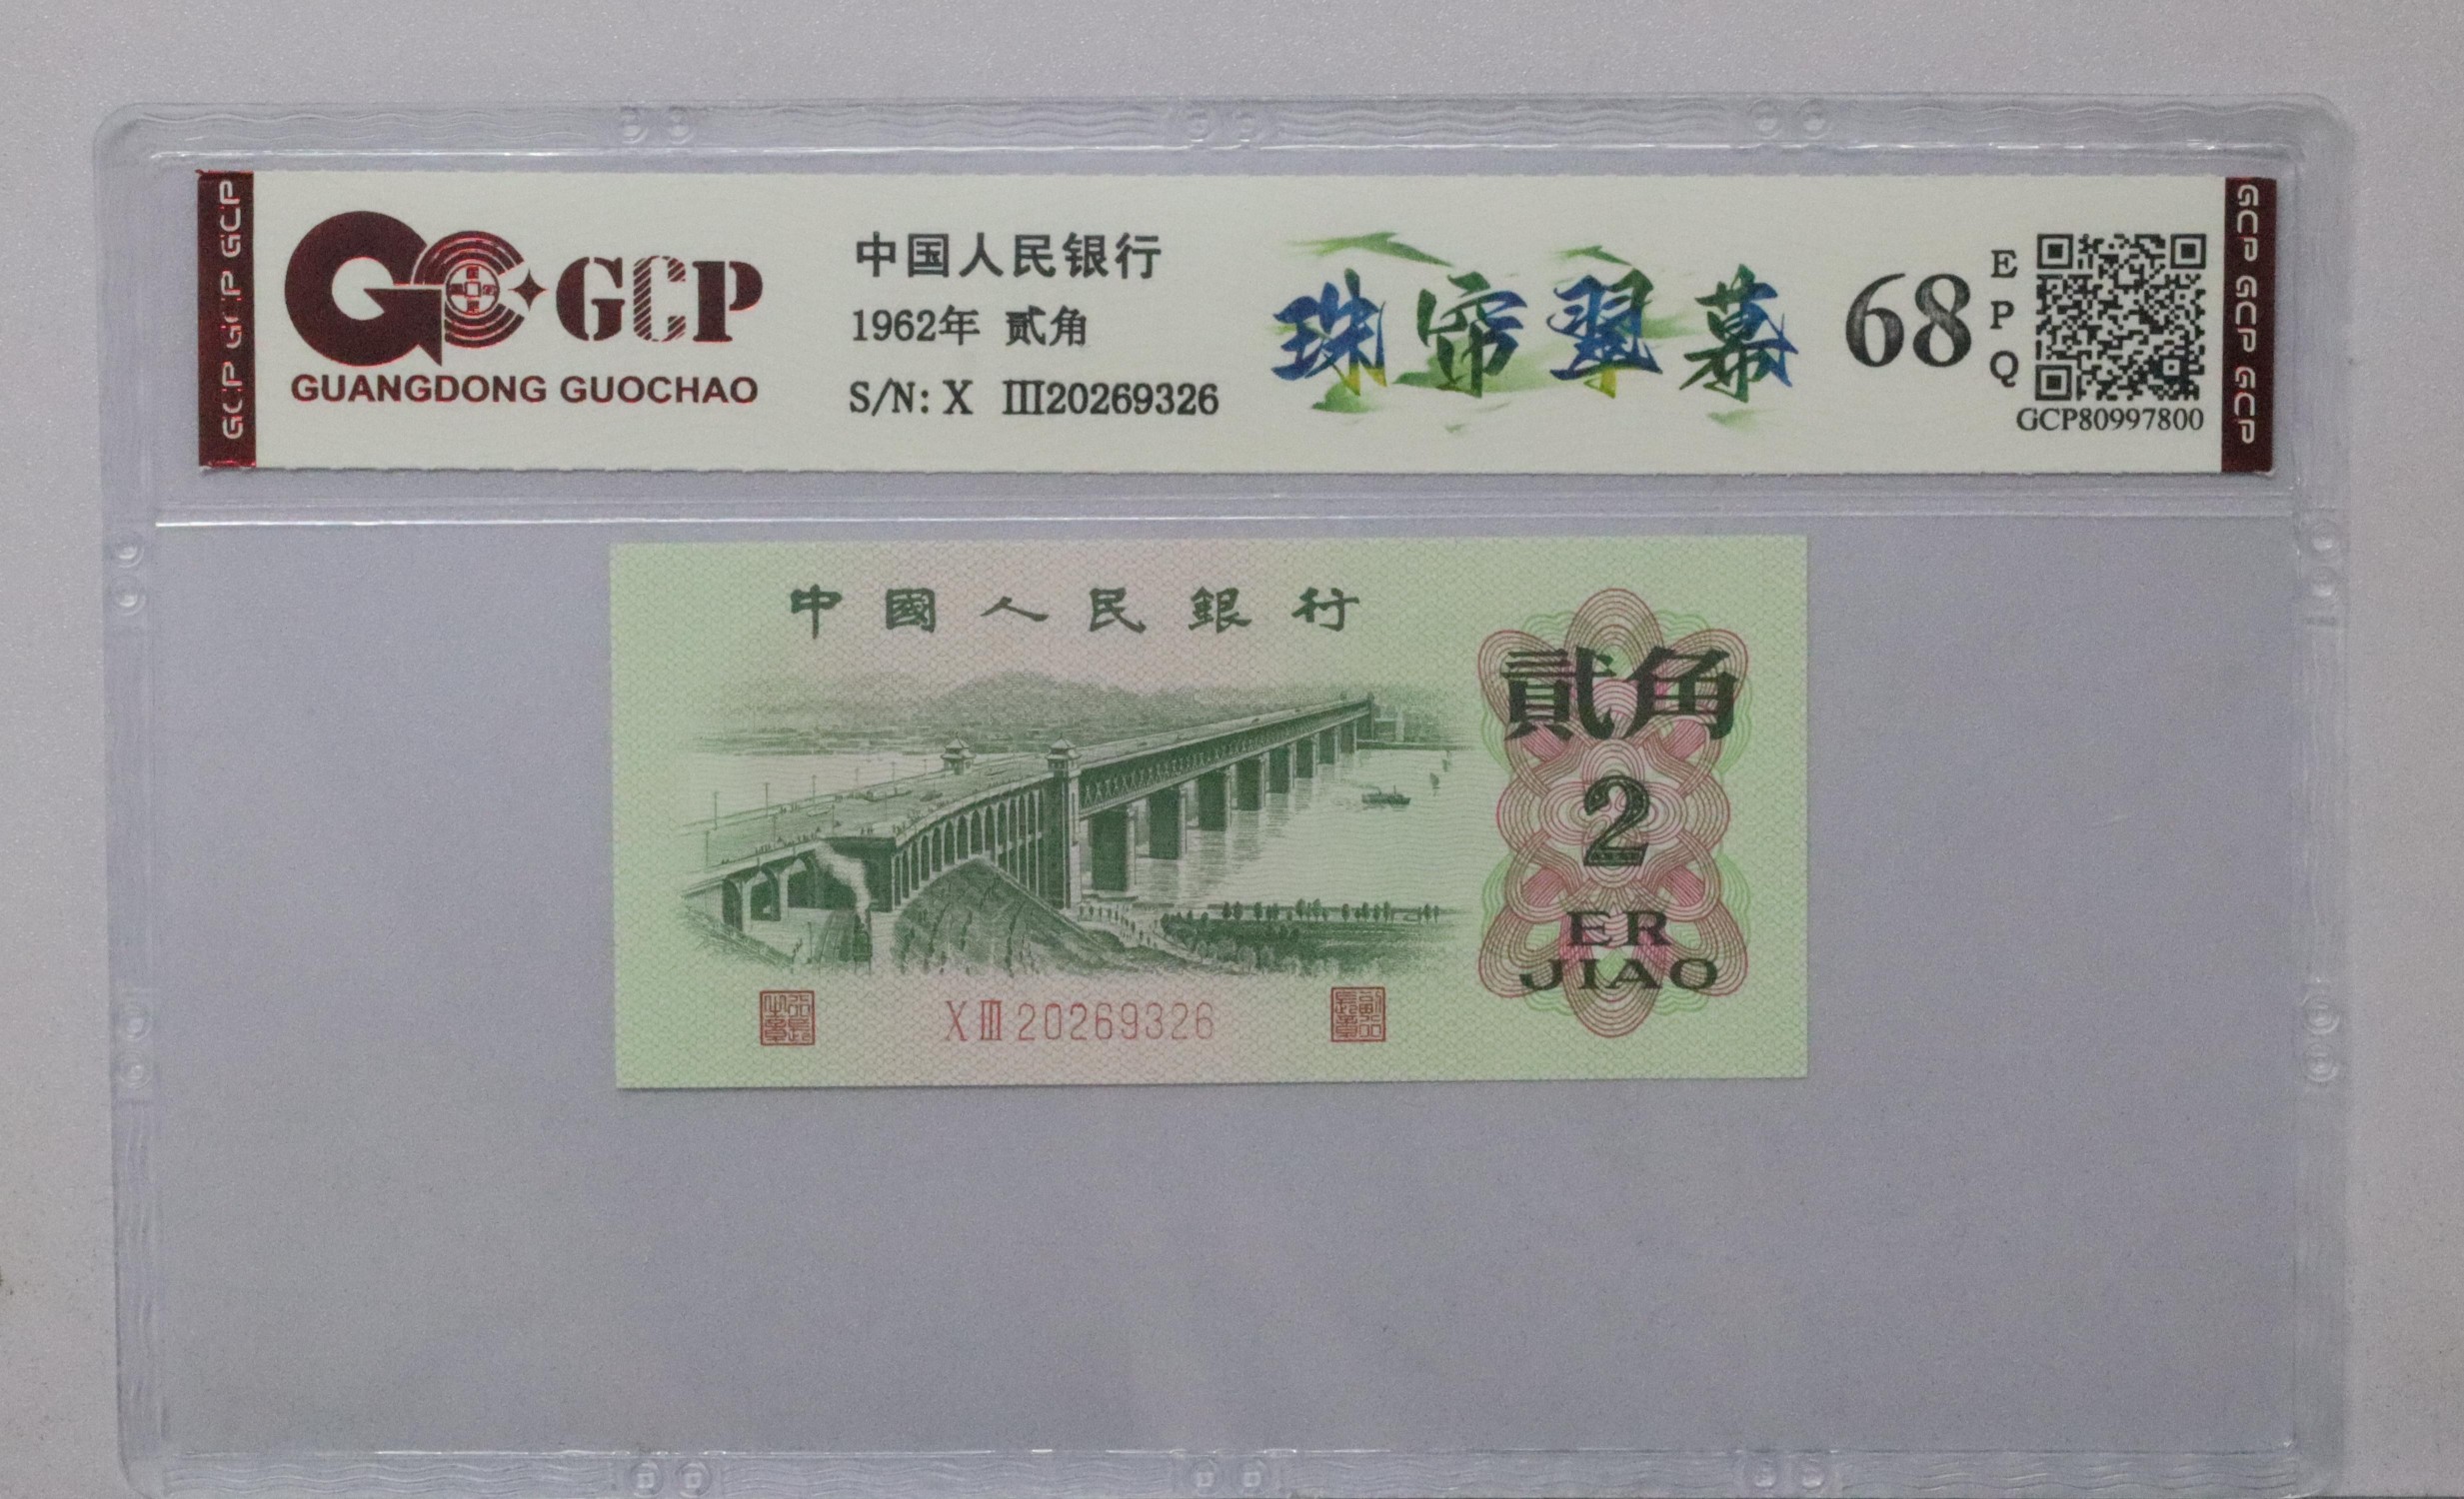 GCP GCP GCP
GCP
GUANGDONG GUOCHAO
中国人民银行
1962年 贰角
S/N: X Ⅲ20269326
珠帘翠幕
68
EPQ
GCP80997800
GCP GCP GCP
中國人民銀行
貳角
2
ER
JIAO
X Ⅲ 20269326